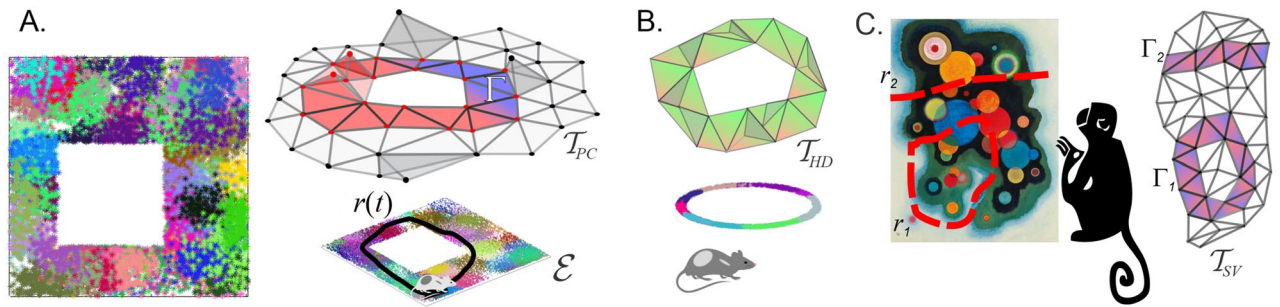 A.
Γ
𝒯PC
r(t)
ℰ
B.
𝒯HD
C.
r2
r1
Γ2
Γ1
𝒯SV